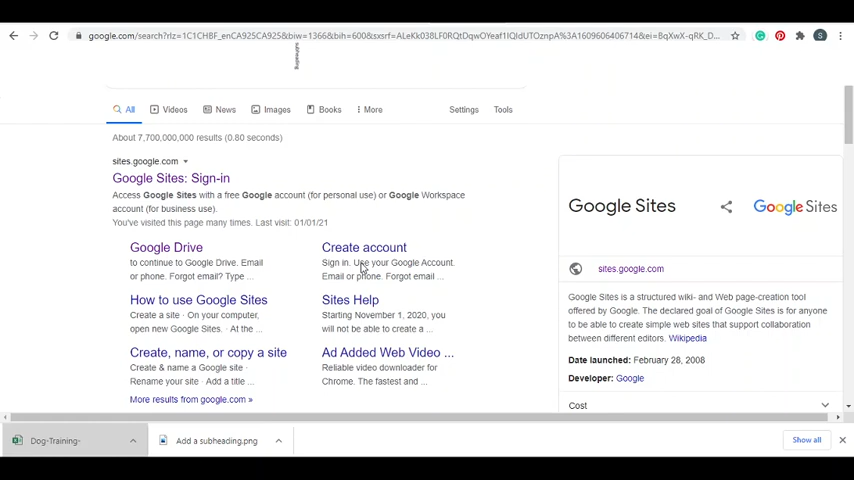 google.com/search?rlz=1C1CHBF_enCA925CA925&biw=1366&bih=600&sxsrf=ALeKk038LF0RQtDqwOYeaf1IQIdUTOznpA%3A1609606406714&ei=BqXwX-qRK_D...
S
subheading
All
Videos
News
Images
Books
More
Settings
Tools
About 7,700,000,000 results (0.80 seconds)
sites.google.com
Google Sites: Sign-in
Access Google Sites with a free Google account (for personal use) or Google Workspace
account (for business use).
You've visited this page many times. Last visit: 01/01/21
Google Drive
to continue to Google Drive. Email
or phone. Forgot email? Type ...
Create account
Sign in. Use your Google Account.
Email or phone. Forgot email ...
How to use Google Sites
Create a site · On your computer,
open new Google Sites. · At the ...
Sites Help
Starting November 1, 2020, you
will not be able to create a ...
Create, name, or copy a site
Create & name a Google site ·
Rename your site · Add a title ...
Ad Added Web Video ...
Reliable video downloader for
Chrome. The fastest and ...
More results from google.com »
Google Sites
Google Sites
sites.google.com
Google Sites is a structured wiki- and Web page-creation tool
offered by Google. The declared goal of Google Sites is for anyone
to be able to create simple web sites that support collaboration
between different editors. Wikipedia
Date launched: February 28, 2008
Developer: Google
Cost
Dog-Training-
Add a subheading.png
Show all